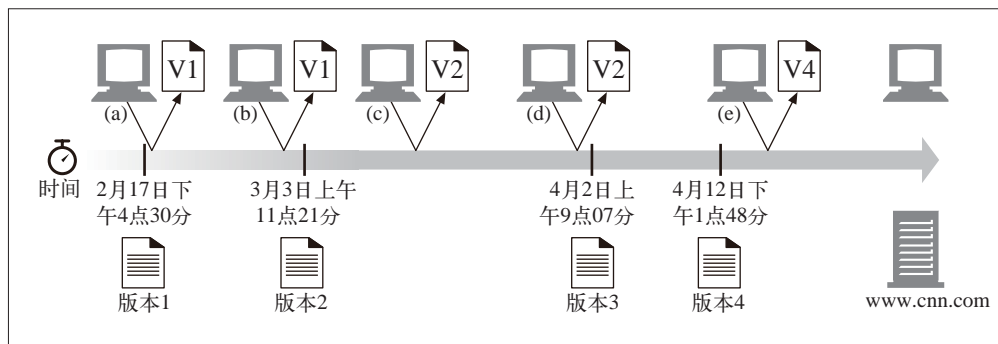 V1
V1
V2
V2
V4
(a)
(b)
(c)
(d)
(e)
时间
2月17日下
午4点30分
3月3日上午
11点21分
4月2日上
午9点07分
4月12日下
午1点48分
版本1
版本2
版本3
版本4
www.cnn.com